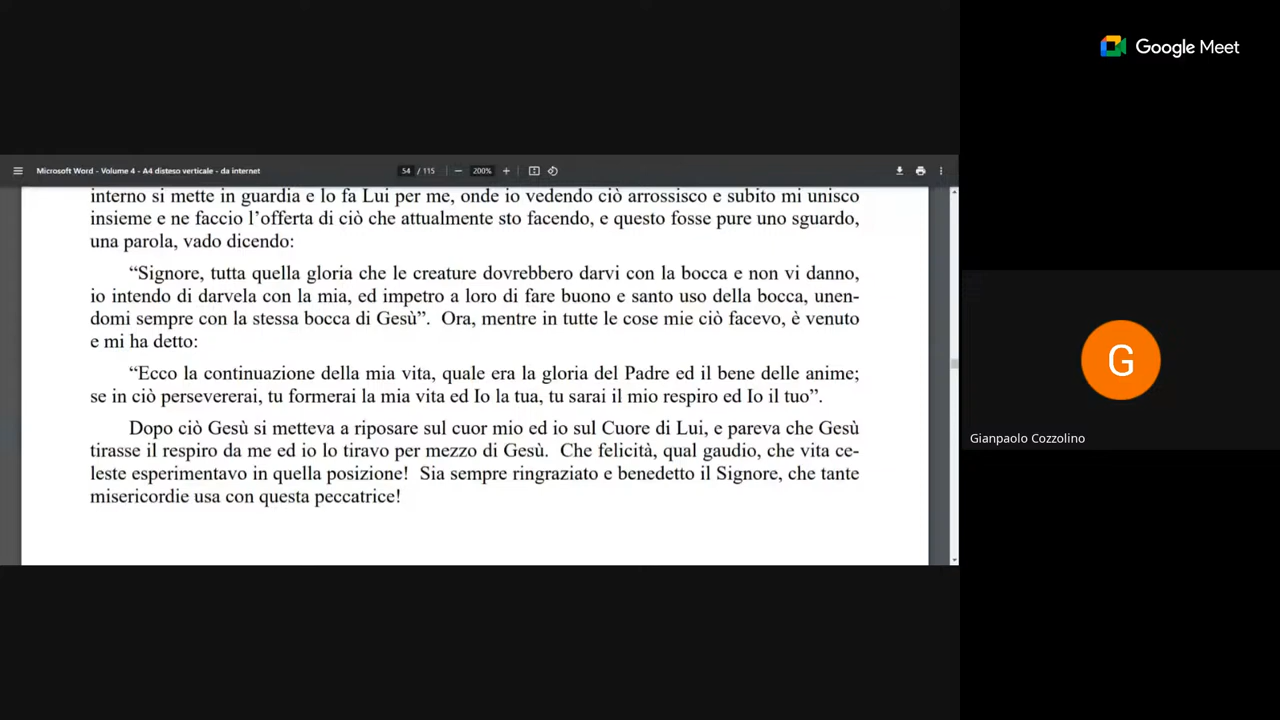 Google Meet
Microsoft Word - Volume 4 - A4 disteso verticale - da internet
54 / 115
200%
interno si mette in guardia e lo fa Lui per me, onde io vedendo ciò arrossisco e subito mi unisco
insieme e ne faccio l’offerta di ciò che attualmente sto facendo, e questo fosse pure uno sguardo,
una parola, vado dicendo:
“Signore, tutta quella gloria che le creature dovrebbero darvi con la bocca e non vi danno,
io intendo di darvela con la mia, ed impetro a loro di fare buono e santo uso della bocca, unen-
domi sempre con la stessa bocca di Gesù”. Ora, mentre in tutte le cose mie ciò facevo, è venuto
e mi ha detto:
“Ecco la continuazione della mia vita, quale era la gloria del Padre ed il bene delle anime;
se in ciò persevererai, tu formerai la mia vita ed Io la tua, tu sarai il mio respiro ed Io il tuo”.
Dopo ciò Gesù si metteva a riposare sul cuor mio ed io sul Cuore di Lui, e pareva che Gesù
tirasse il respiro da me ed io lo tiravo per mezzo di Gesù. Che felicità, qual gaudio, che vita ce-
leste esperimentavo in quella posizione! Sia sempre ringraziato e benedetto il Signore, che tante
misericordie usa con questa peccatrice!
G
Gianpaolo Cozzolino